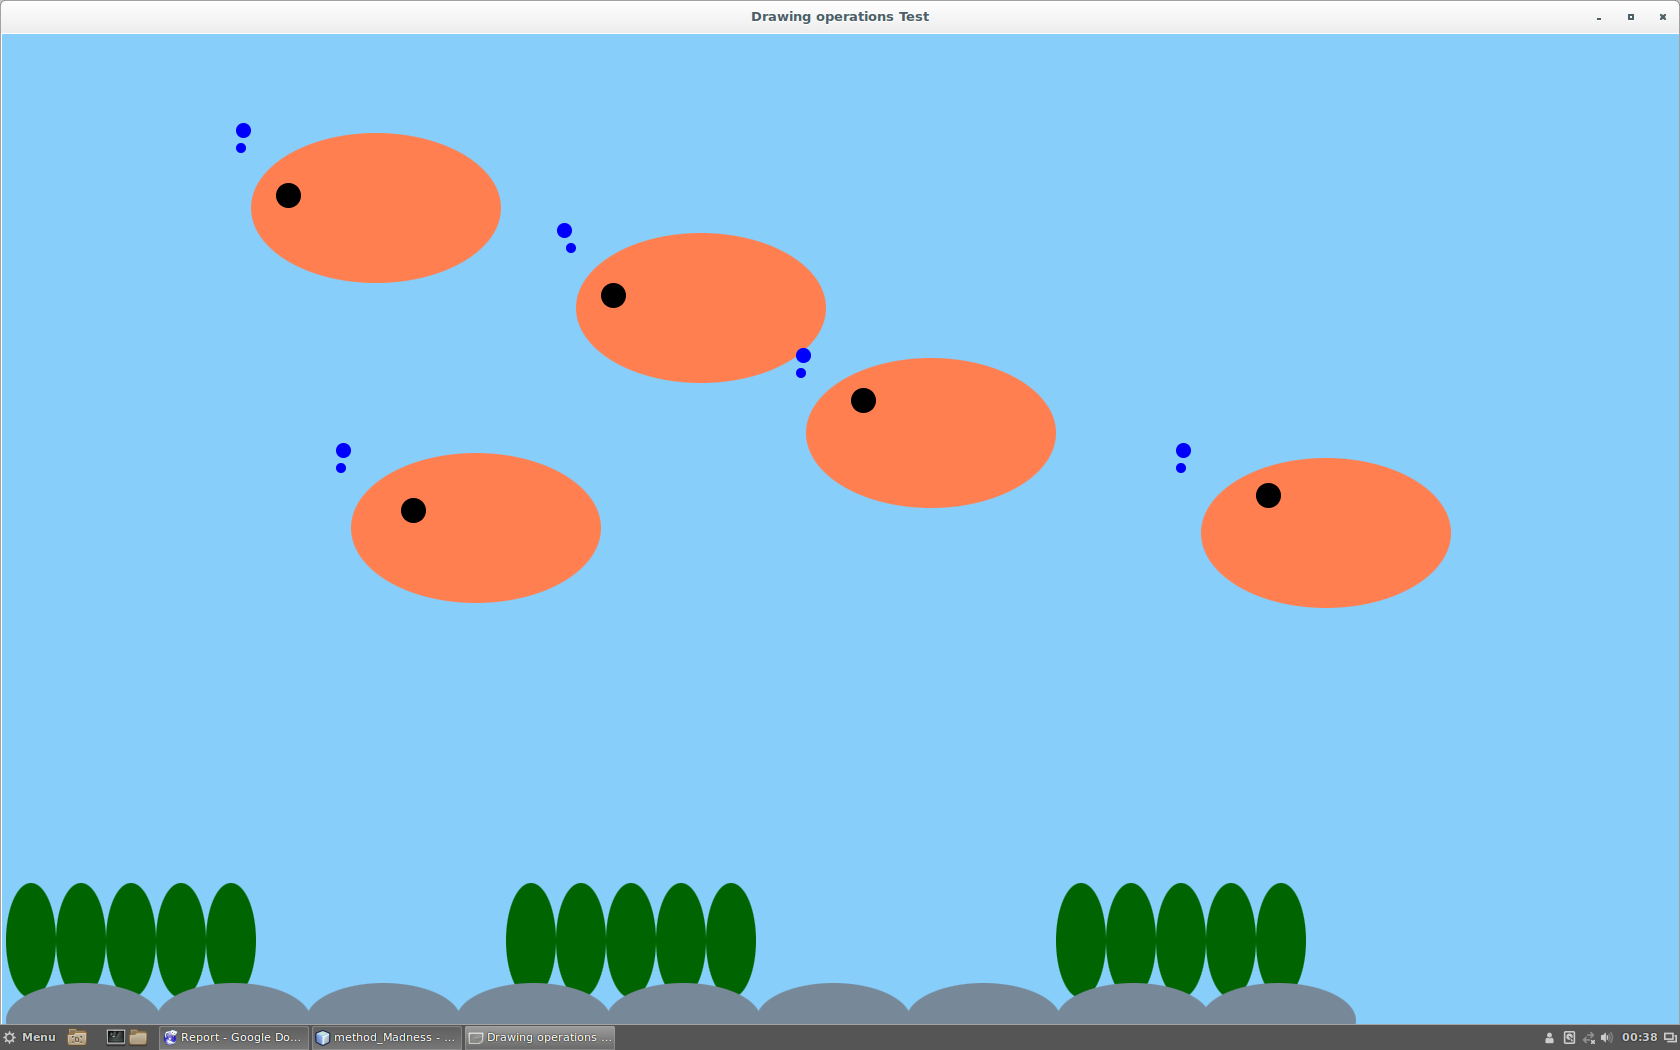 Drawing operations Test
Menu
Report - Google Do...
method_Madness - ...
Drawing operations ...
00:38